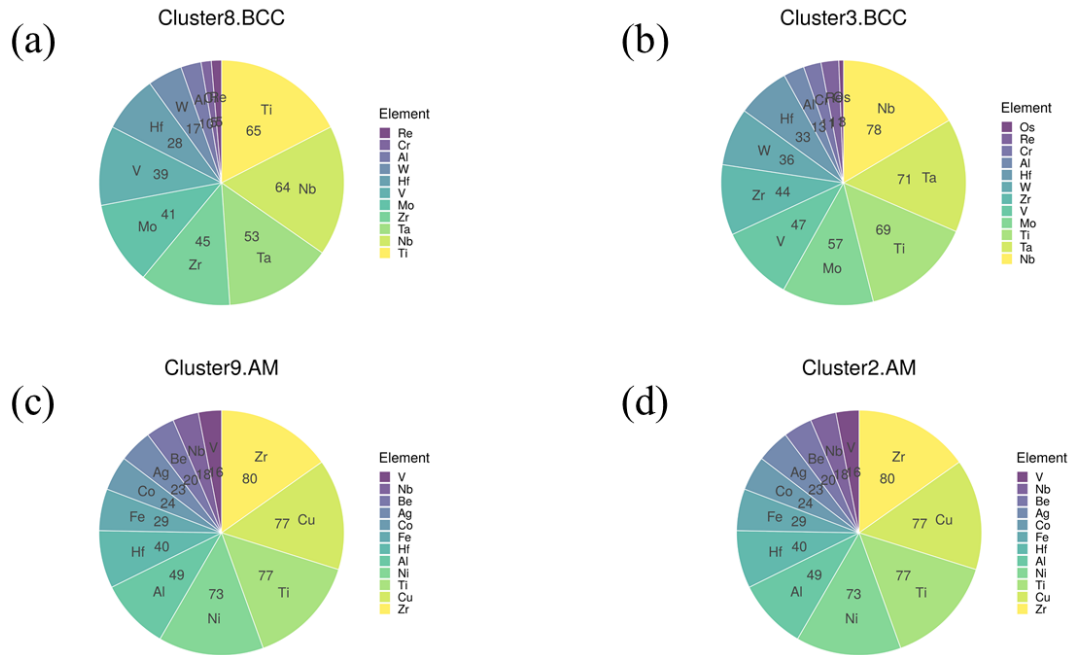 Cluster8.BCC
(a)
Ti
65
64 Nb
53
Ta
45
Zr
41
Mo
39
V
28
Hf
17
W
10
Al
Re
Element
Re
Cr
Al
W
Hf
V
Mo
Zr
Ta
Nb
Ti
Cluster3.BCC
(b)
Nb
78
71 Ta
69
Ti
57
Mo
47
V
44
Zr
36
W
33
Hf
13
Al
Element
Os
Re
Cr
Al
Hf
W
Zr
V
Mo
Ti
Ta
Nb
Cluster9.AM
(c)
Zr
80
77 Cu
77
Ti
73
Ni
49
Al
40
Hf
29
Fe
24
Co
23
Ag
20
Be
18
Nb
16
V
Element
V
Nb
Be
Ag
Co
Fe
Hf
Al
Ni
Ti
Cu
Zr
Cluster2.AM
(d)
Zr
80
77 Cu
77
Ti
73
Ni
49
Al
40
Hf
29
Fe
24
Co
23
Ag
20
Be
18
Nb
16
V
Element
V
Nb
Be
Ag
Co
Fe
Hf
Al
Ni
Ti
Cu
Zr